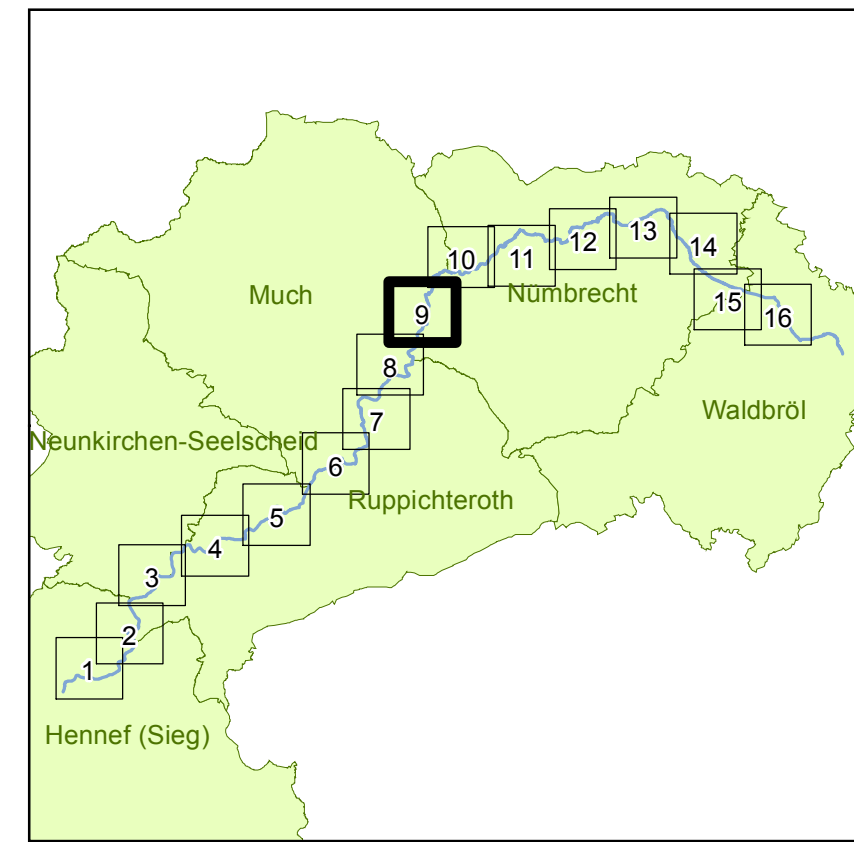 13
12
14
10
11
Much
Nümbrecht
15
9
16
8
Waldbröl
7
Neunkirchen-Seelscheid
6
Ruppichteroth
5
4
3
2
1
Hennef (Sieg)